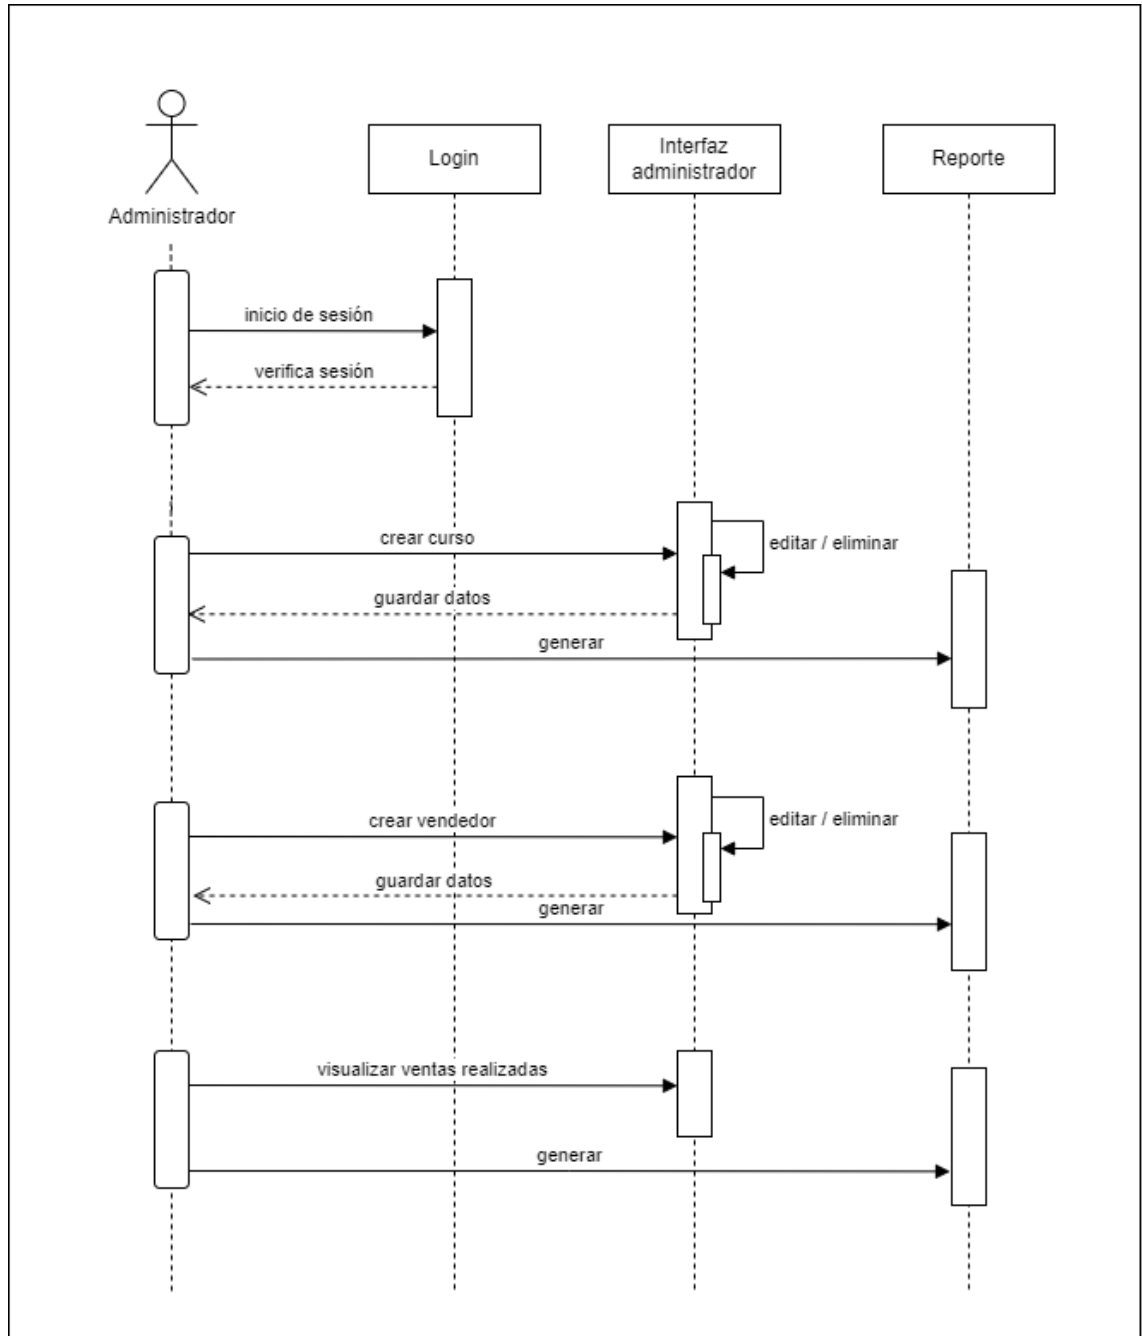 Administrador
Login
Interfaz
administrador
Reporte
inicio de sesión
verifica sesión
crear curso
editar / eliminar
guardar datos
generar
crear vendedor
editar / eliminar
guardar datos
generar
visualizar ventas realizadas
generar